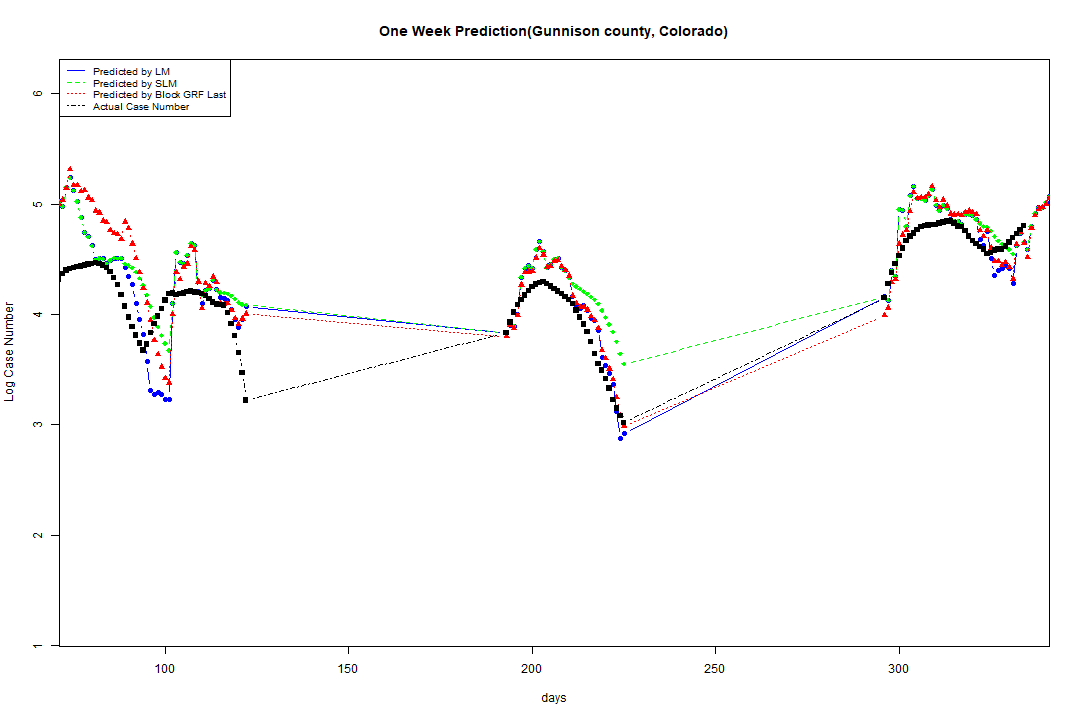 One Week Prediction(Gunnison county, Colorado)
Predicted by LM
Predicted by SLM
Predicted by Block GRF Last
Actual Case Number
6
5
4
3
2
1
Log Case Number
100 150 200 250 300
days